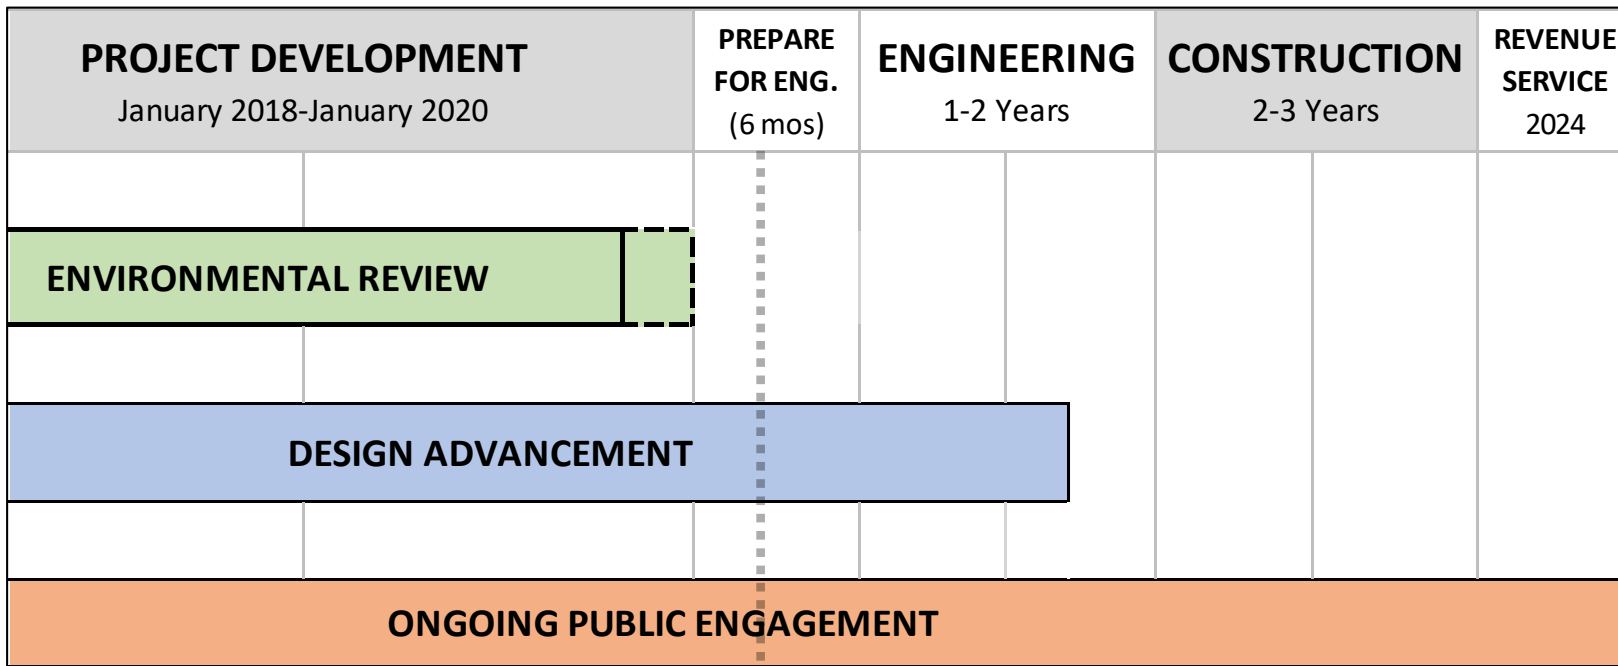 PROJECT DEVELOPMENT
January 2018-January 2020
PREPARE
FOR ENG.
(6 mos)
ENGINEERING
1-2 Years
CONSTRUCTION
2-3 Years
REVENUE
SERVICE
2024
ENVIRONMENTAL REVIEW
DESIGN ADVANCEMENT
ONGOING PUBLIC ENGAGEMENT